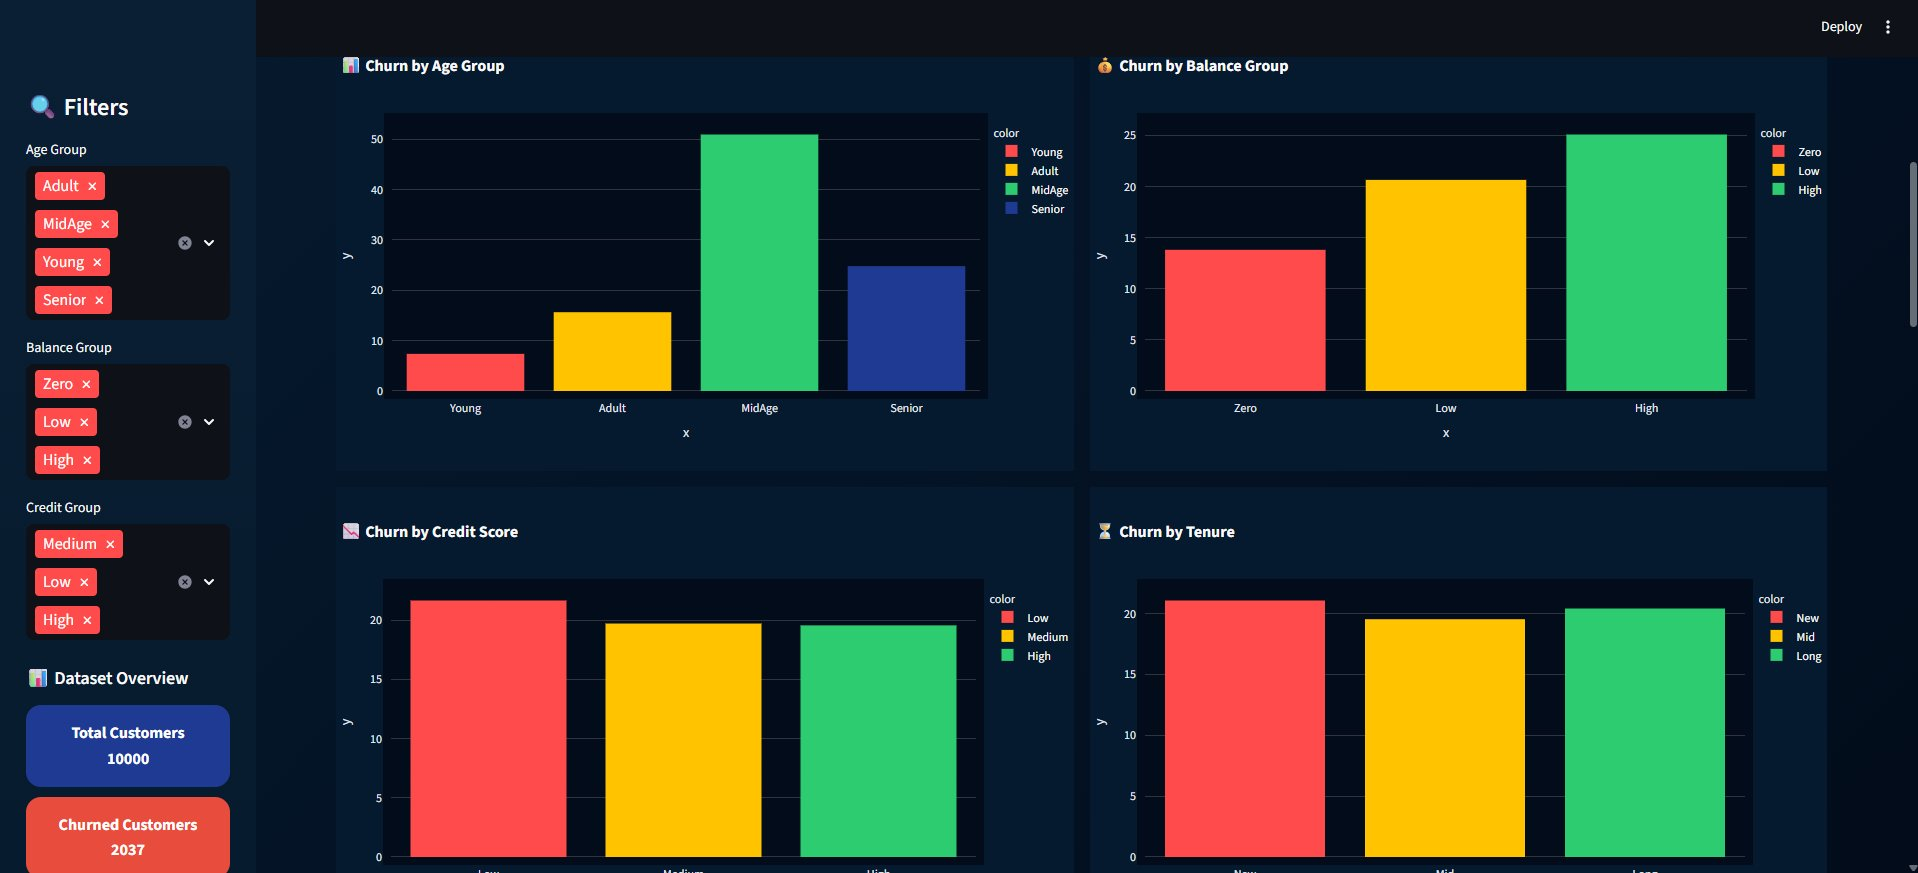 Deploy
Filters
Age Group
Adult ×
MidAge ×
Young ×
Senior ×
Balance Group
Zero ×
Low ×
High ×
Credit Group
Medium ×
Low ×
High ×
Dataset Overview
Total Customers
10000
Churned Customers
2037
Churn by Age Group
50
40
30
20
10
0
y
Young
Adult
MidAge
Senior
x
color
Young
Adult
MidAge
Senior
Churn by Balance Group
25
20
15
10
5
0
y
Zero
Low
High
x
color
Zero
Low
High
Churn by Credit Score
20
15
10
5
0
y
color
Low
Medium
High
Churn by Tenure
20
15
10
5
0
y
color
New
Mid
Long